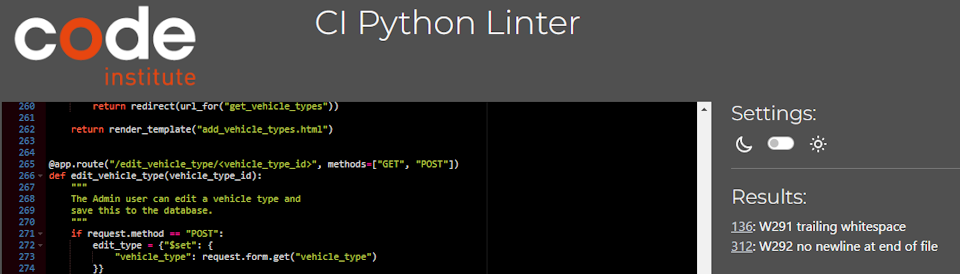 code
institute
CI Python Linter
260 return redirect(url_for("get_vehicle_types"))
261
262 return render_template("add_vehicle_types.html")
263
264
265 @app.route("/edit_vehicle_type/<vehicle_type_id>", methods=["GET", "POST"])
266 def edit_vehicle_type(vehicle_type_id):
267 """
268 The Admin user can edit a vehicle type and
269 save this to the database.
270 """
271 if request.method == "POST":
272 edit_type = {"$set": {
273 "vehicle_type": request.form.get("vehicle_type")
274 }}
Settings:
Results:
136: W291 trailing whitespace
312: W292 no newline at end of file